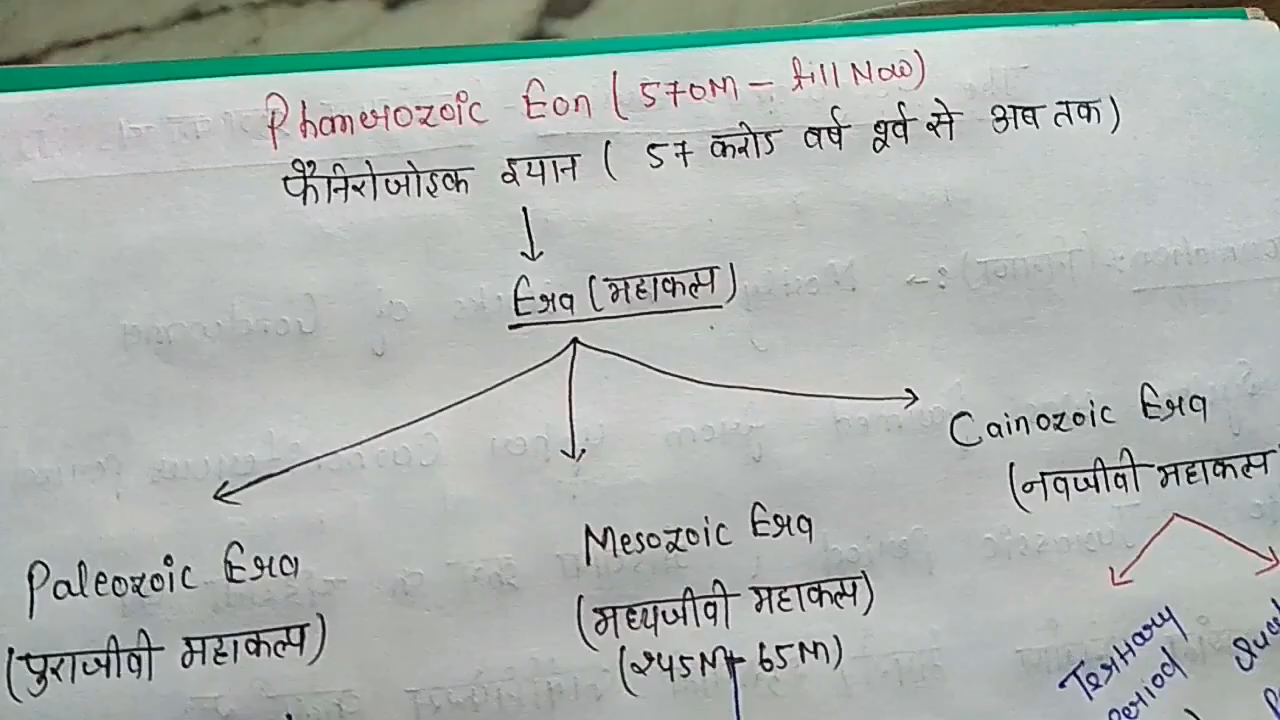 Phanerozoic Eon (570M - till Now)
फैनिरोजोइक इयान ( 57 करोड वर्ष पूर्व से अब तक)
Era (महाकल्प)
Cainozoic Era
(नवजीवी महाकल्प
Mesozoic Era
(मध्यजीवी महाकल्प)
(245M - 65M)
Paleozoic Era
(पुराजीवी महाकल्प)
Tertiary
Period